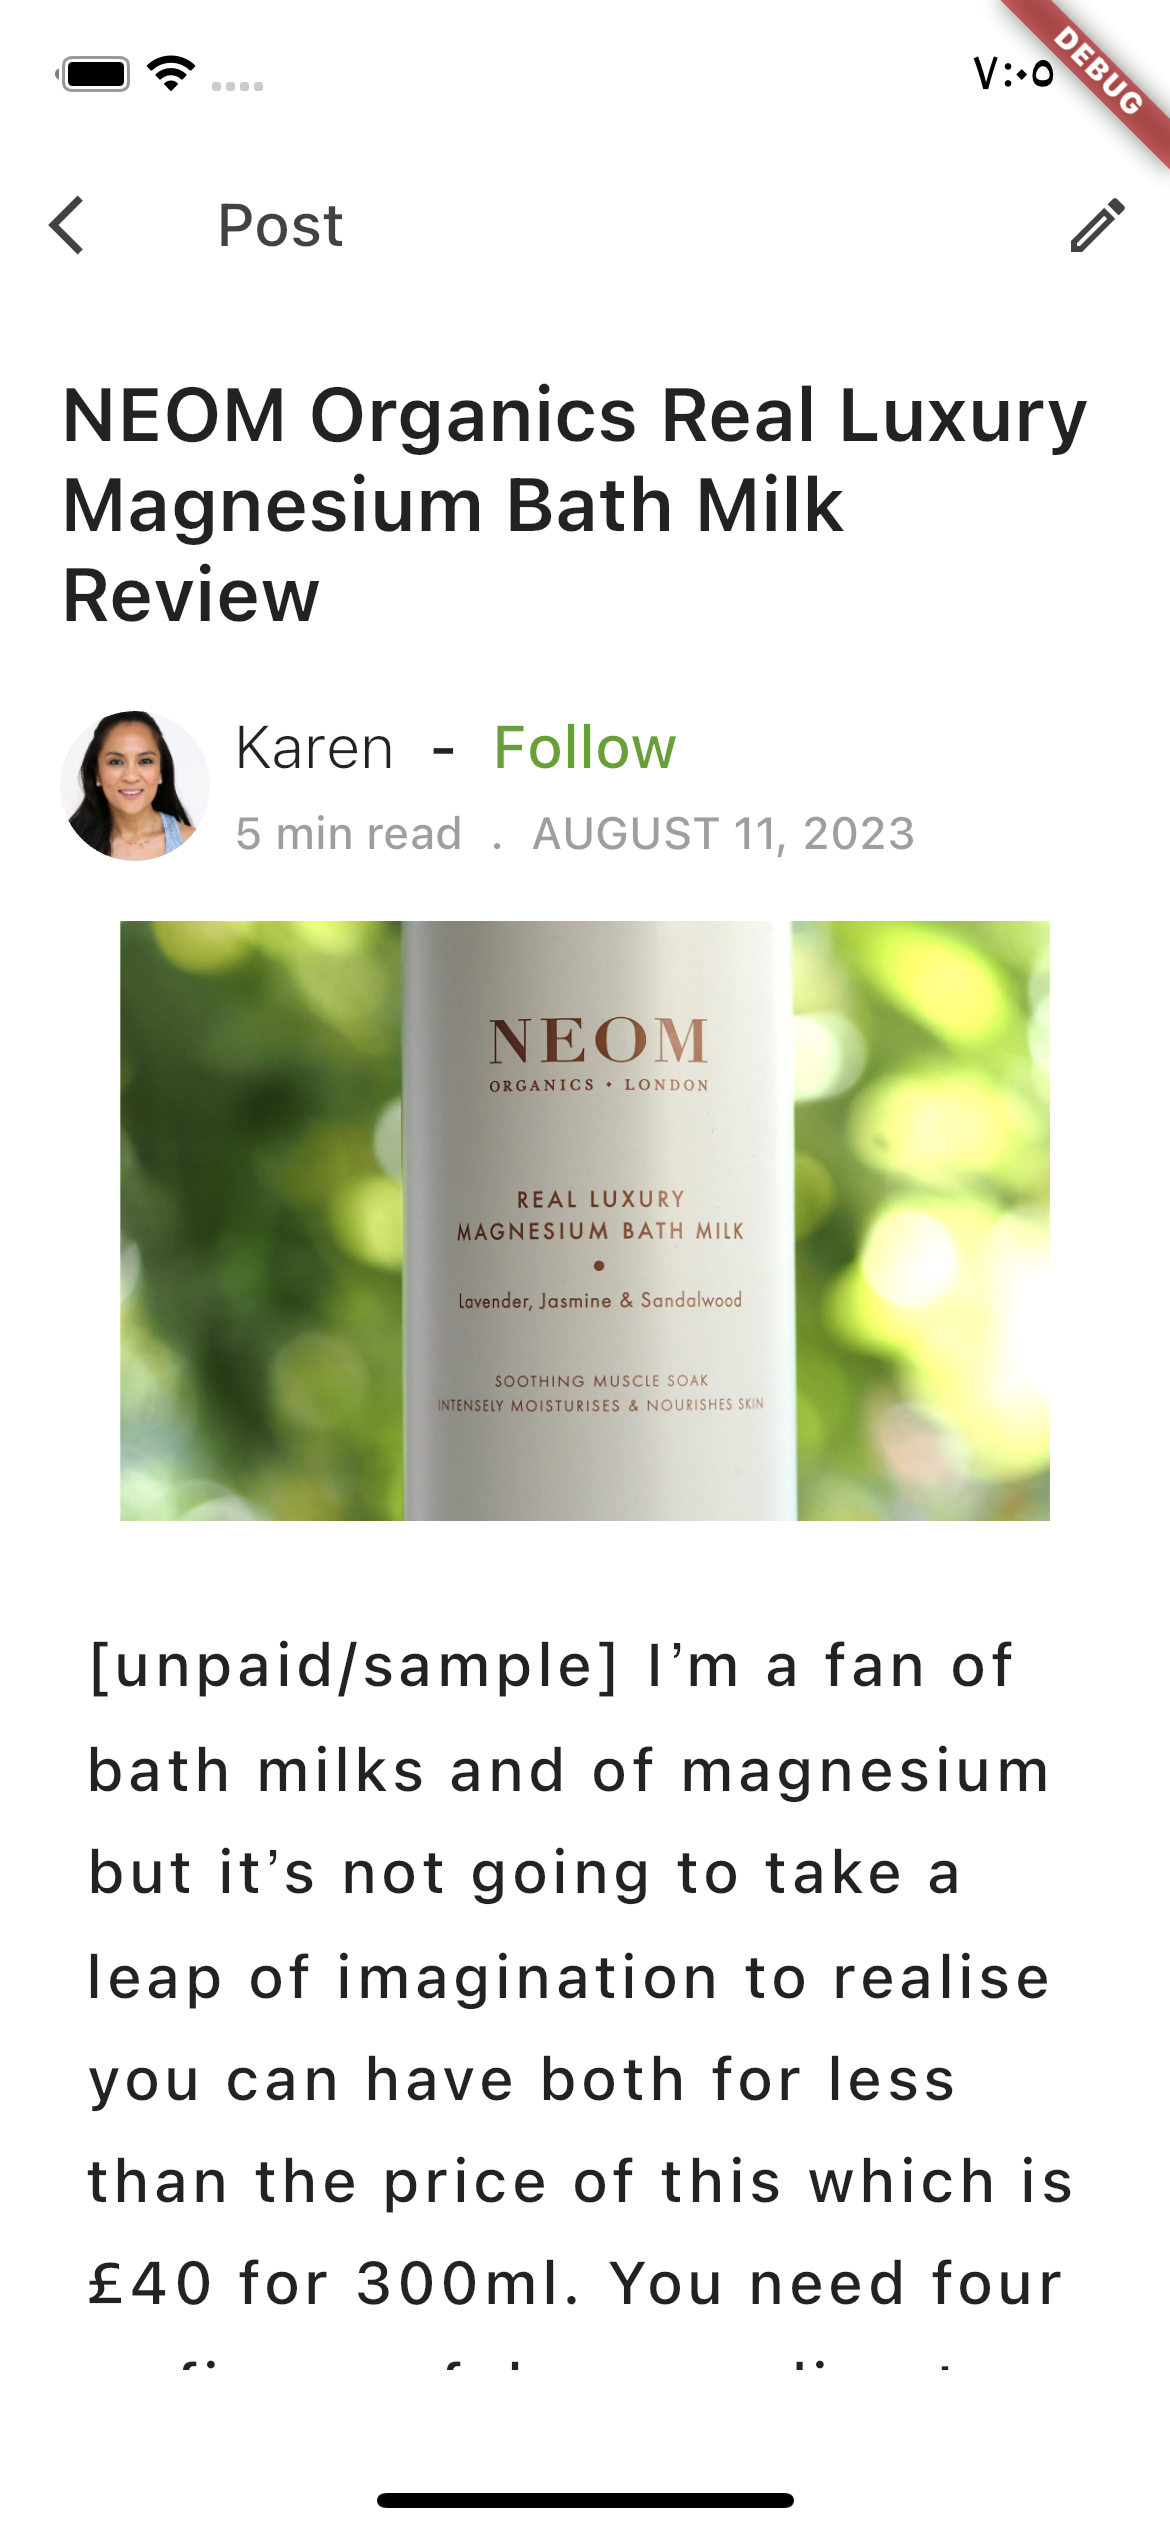 ٧:٠٥
DEBUG
Post
NEOM Organics Real Luxury
Magnesium Bath Milk
Review
Karen - Follow
5 min read . AUGUST 11, 2023
NEOM
ORGANICS • LONDON
REAL LUXURY
MAGNESIUM BATH MILK
•
Lavender, Jasmine & Sandalwood
SOOTHING MUSCLE SOAK
INTENSELY MOISTURISES & NOURISHES SKIN
[unpaid/sample] I’m a fan of
bath milks and of magnesium
but it’s not going to take a
leap of imagination to realise
you can have both for less
than the price of this which is
£40 for 300ml. You need four